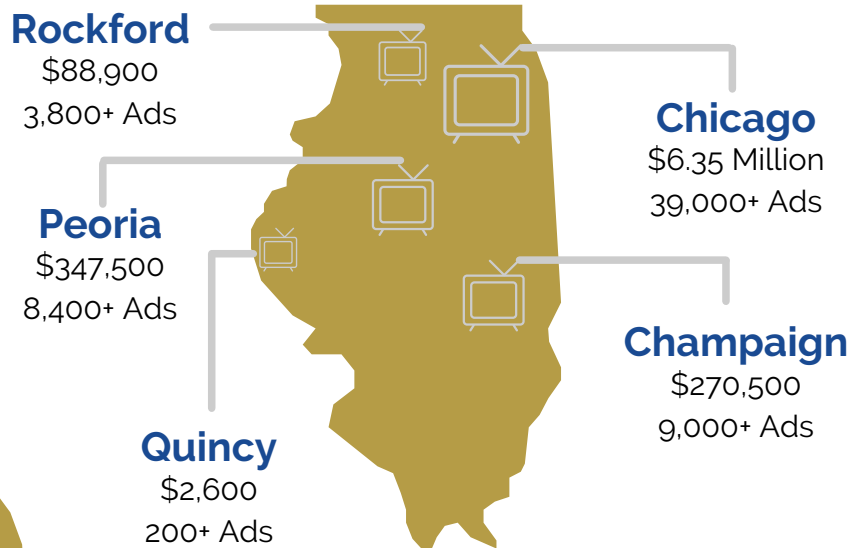 Rockford
$88,900
3,800+ Ads
Chicago
$6.35 Million
39,000+ Ads
Peoria
$347,500
8,400+ Ads
Champaign
$270,500
9,000+ Ads
Quincy
$2,600
200+ Ads